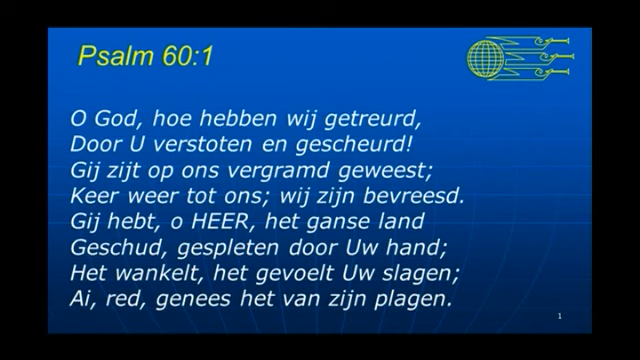 Psalm 60:1
O God, hoe hebben wij getreurd,
Door U verstoten en gescheurd!
Gij zijt op ons vergramd geweest;
Keer weer tot ons; wij zijn bevreesd.
Gij hebt, o HEER, het ganse land
Geschud, gespleten door Uw hand;
Het wankelt, het gevoelt Uw slagen;
Ai, red, genees het van zijn plagen.
1